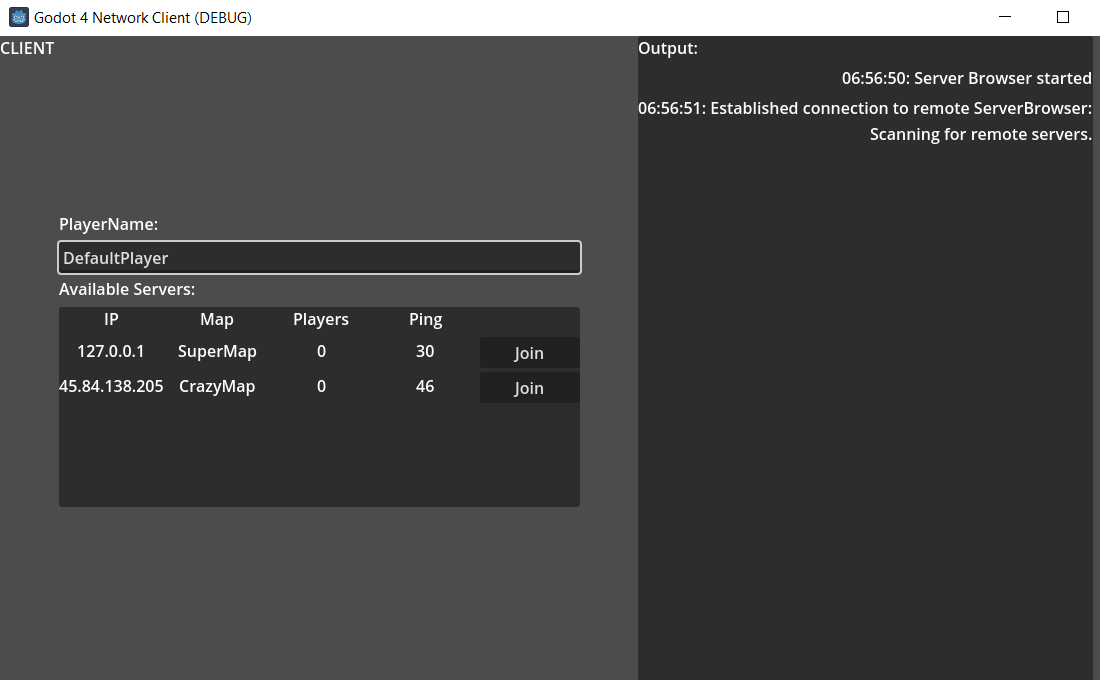 Godot 4 Network Client (DEBUG)
CLIENT
PlayerName:
DefaultPlayer
Available Servers:
IP Map Players Ping
127.0.0.1 SuperMap 0 30 Join
45.84.138.205 CrazyMap 0 46 Join
Output:
06:56:50: Server Browser started
06:56:51: Established connection to remote ServerBrowser:
Scanning for remote servers.